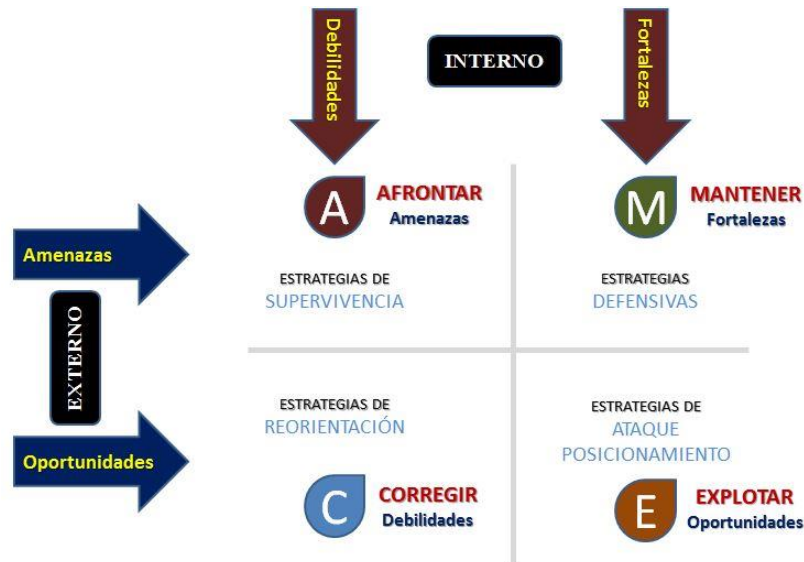 Debilidades
INTERNO
Fortalezas
A
AFRONTAR
Amenazas
M
MANTENER
Fortalezas
Amenazas
ESTRATEGIAS DE
SUPERVIVENCIA
ESTRATEGIAS
DEFENSIVAS
EXTERNO
ESTRATEGIAS DE
REORIENTACIÓN
ESTRATEGIAS DE
ATAQUE
POSICIONAMIENTO
Oportunidades
C
CORREGIR
Debilidades
E
EXPLOTAR
Oportunidades